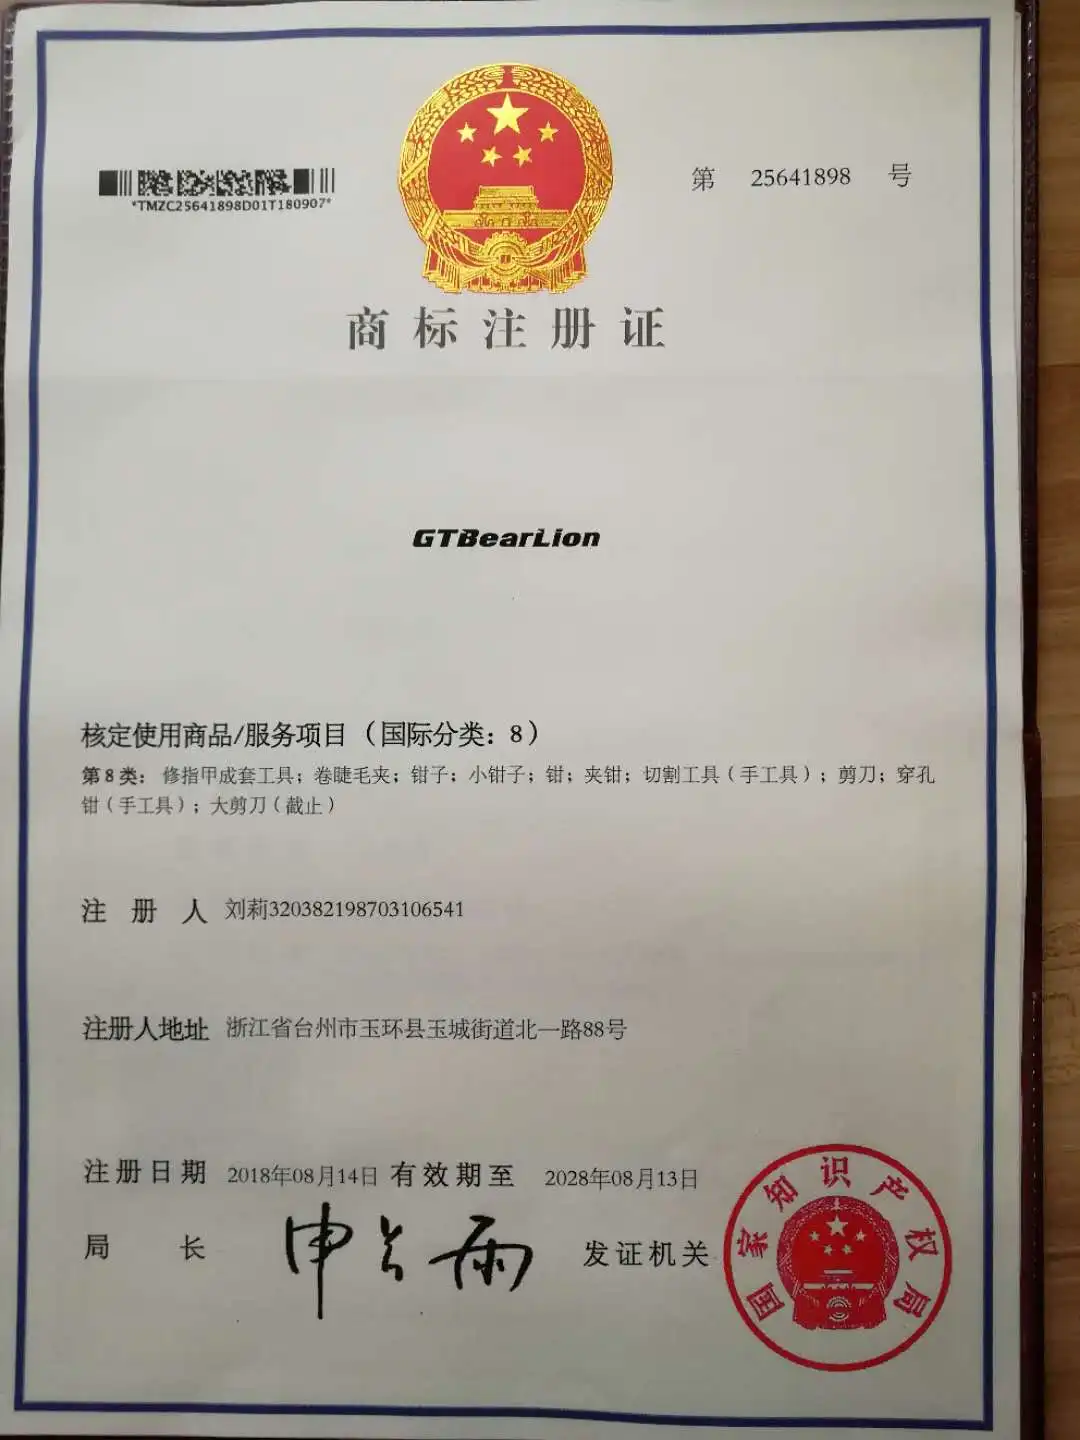 *TMZC25641898D01T180907*
第 25641898 号
商标注册证
GTBearLion
核定使用商品/服务项目（国际分类：8）
第8类：修指甲成套工具；卷睫毛夹；钳子；小钳子；钳；夹钳；切割工具（手工具）；剪刀；穿孔
钳（手工具）；大剪刀（截止）
注 册 人 刘莉320382198703106541
注册人地址 浙江省台州市玉环县玉城街道北一路88号
注册日期 2018年08月14日 有效期至 2028年08月13日
局 长 申长雨 发证机关
国家知识产权局